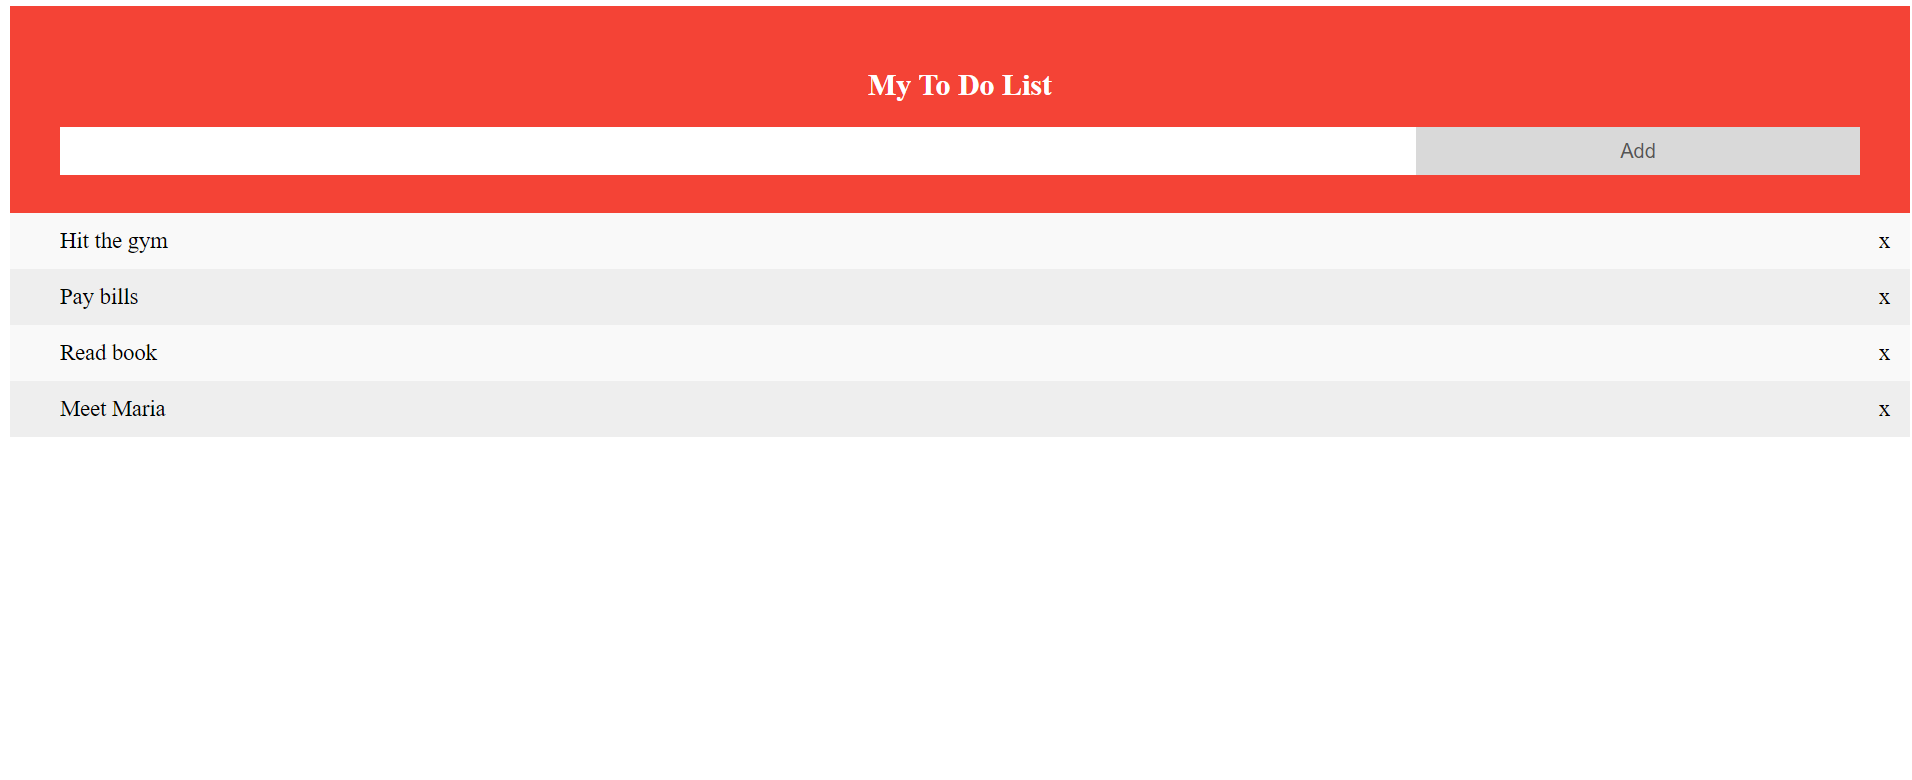 My To Do List
Add
Hit the gym x
Pay bills x
Read book x
Meet Maria x